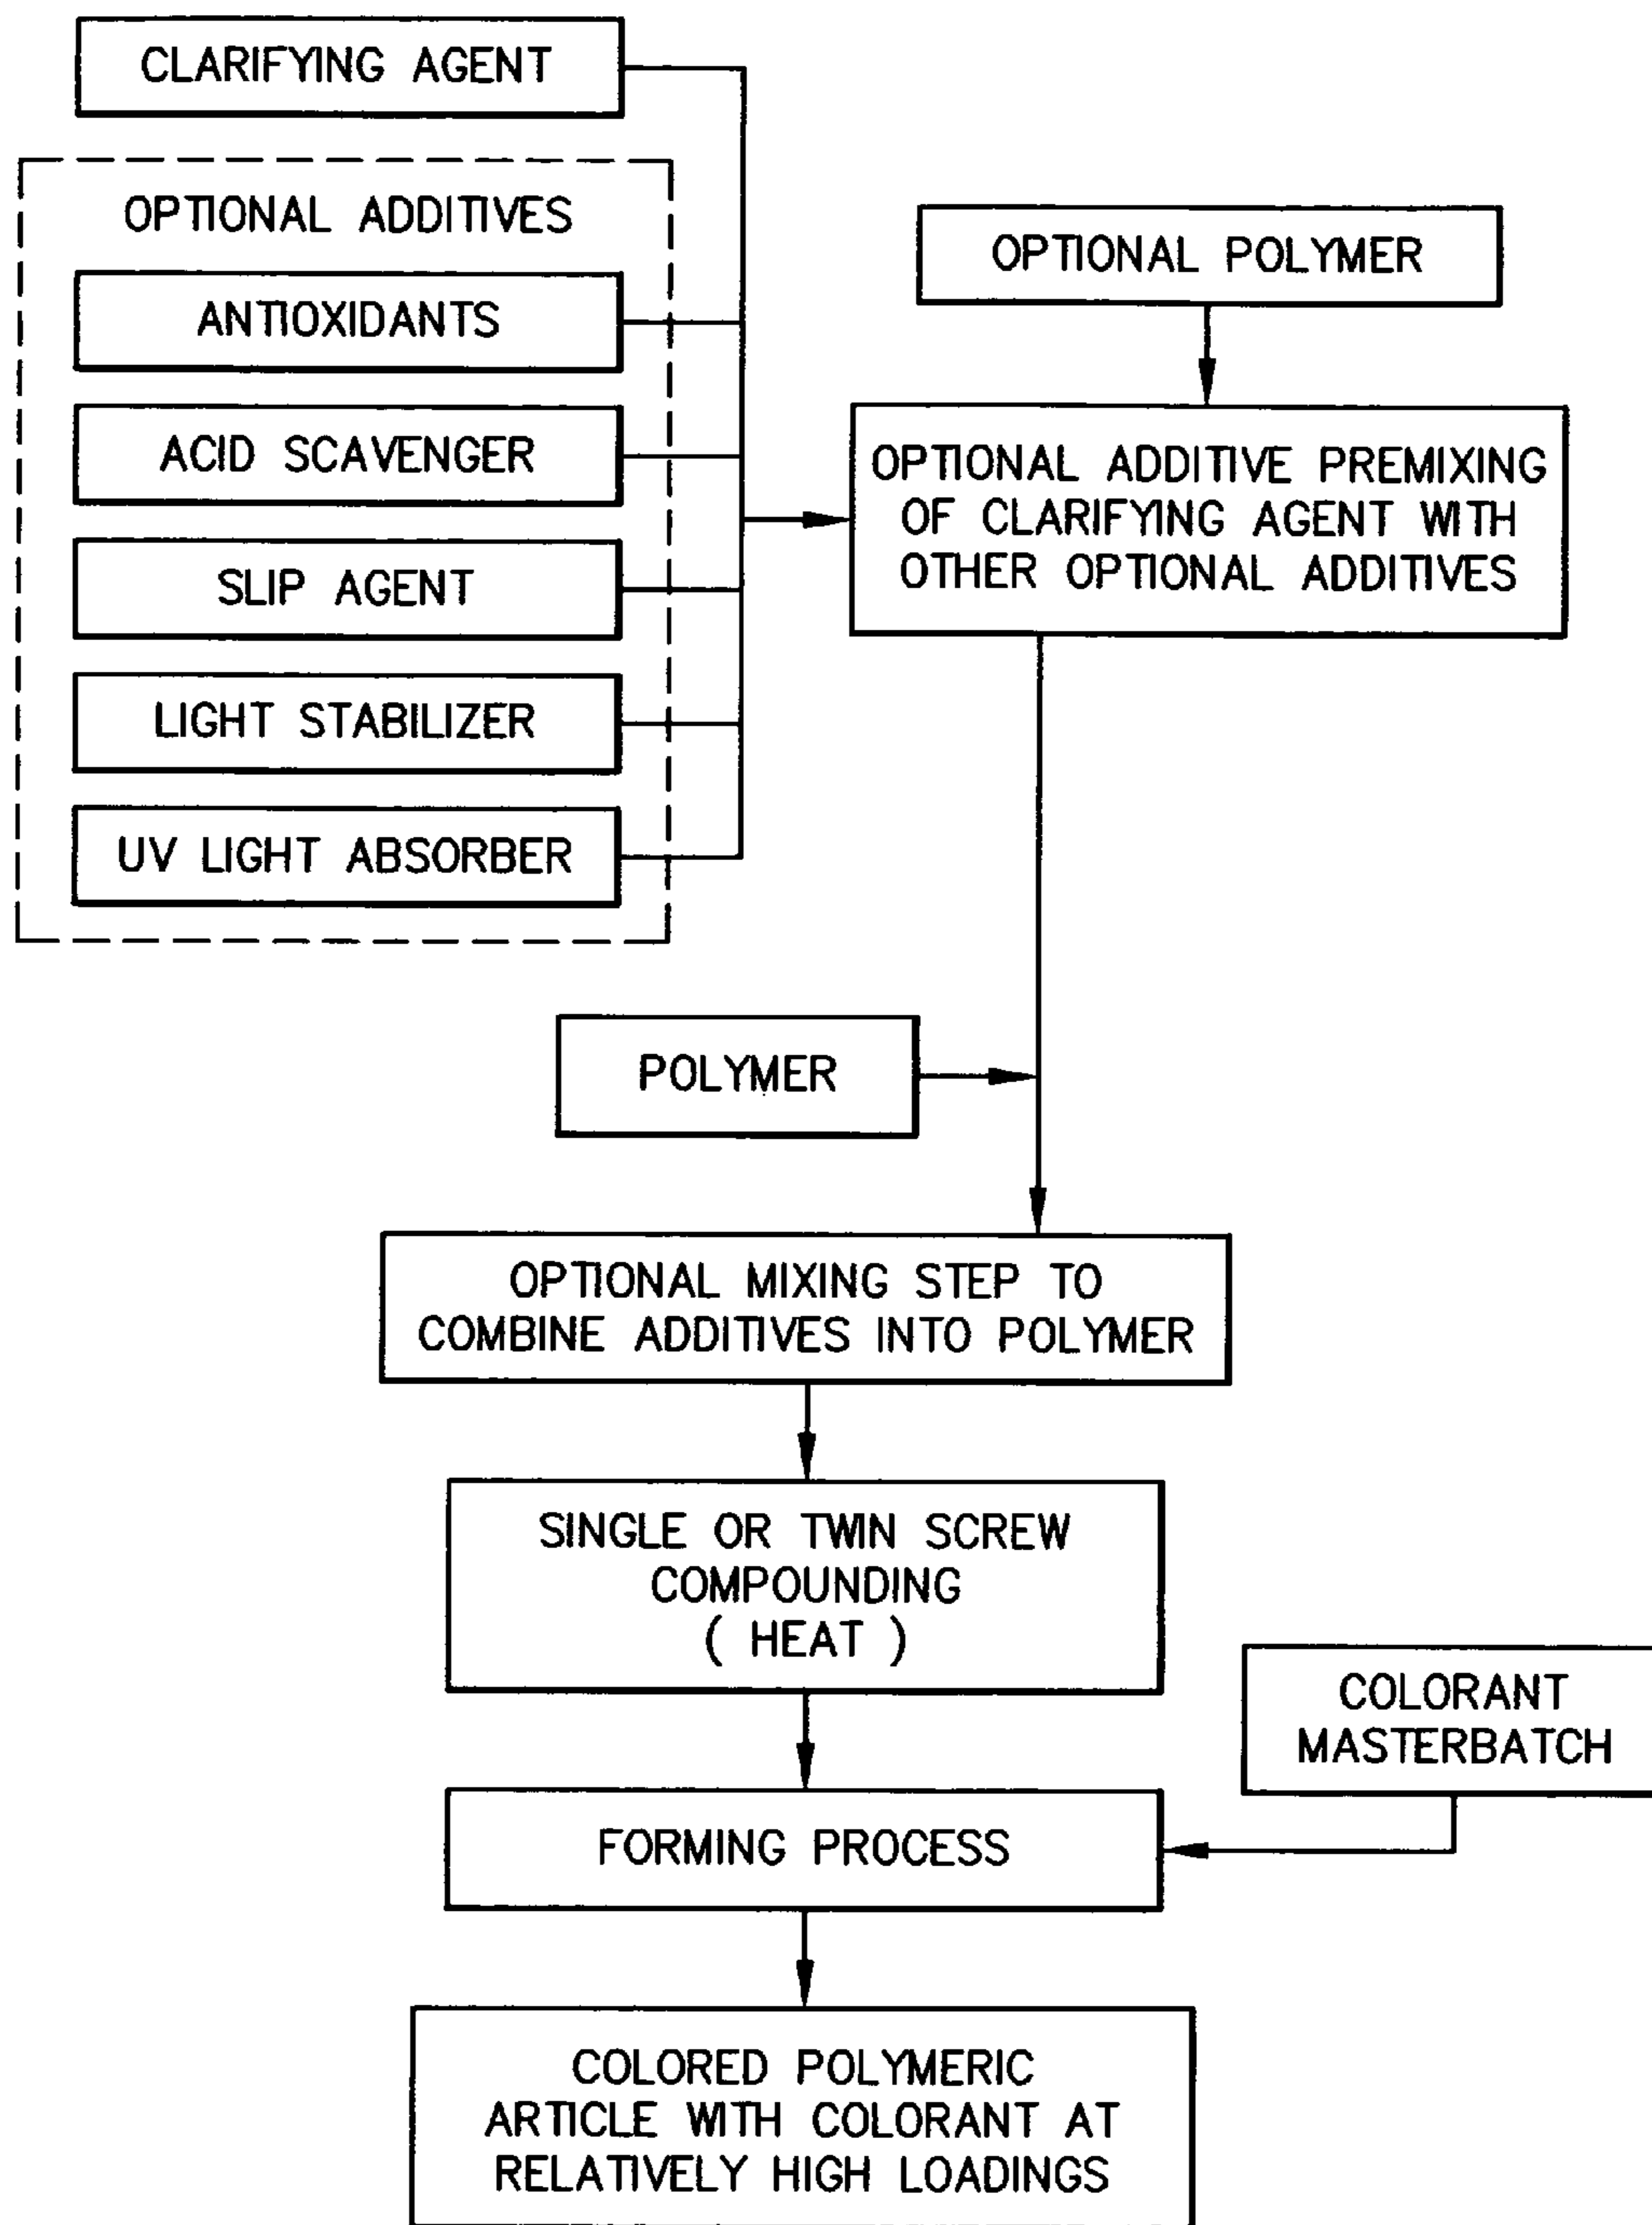 CLARIFYING AGENT
OPTIONAL ADDITIVES
ANTIOXIDANTS
ACID SCAVENGER
SLIP AGENT
LIGHT STABILIZER
UV LIGHT ABSORBER
OPTIONAL POLYMER
OPTIONAL ADDITIVE PREMIXING
OF CLARIFYING AGENT WITH
OTHER OPTIONAL ADDITIVES
POLYMER
OPTIONAL MIXING STEP TO
COMBINE ADDITIVES INTO POLYMER
SINGLE OR TWIN SCREW
COMPOUNDING
( HEAT )
COLORANT
MASTERBATCH
FORMING PROCESS
COLORED POLYMERIC
ARTICLE WITH COLORANT AT
RELATIVELY HIGH LOADINGS